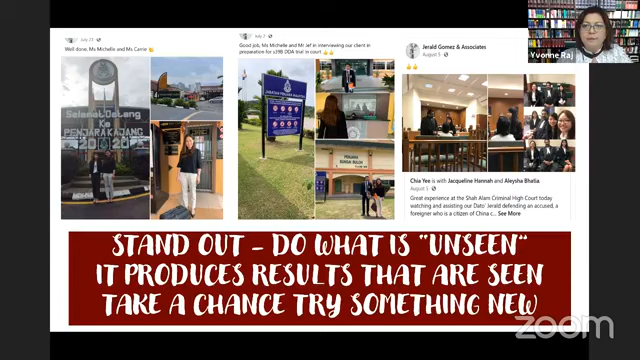 July 21
Well done, Ms Michelle and Ms Carrie
Selamat Datang
Ke
PENJARA KAJANG
2020
July 2
Good job, Ms Michelle and Mr Jef in interviewing our client in
preparation for s39B DDA trial in court
PENJARA
SUNGAI BULOH
Jerald Gomez & Associates
August 5
Chia Yee is with Jacqueline Hannah and Aleysha Bhatia
August 5
Great experience at the Shah Alam Criminal High Court today
watching and assisting our Dato' Jerald defending an accused, a
foreigner who is a citizen of China c... See More
Yvonne Raj
STAND OUT – DO WHAT IS "UNSEEN"
IT PRODUCES RESULTS THAT ARE SEEN
TAKE A CHANCE TRY SOMETHING NEW
zoom